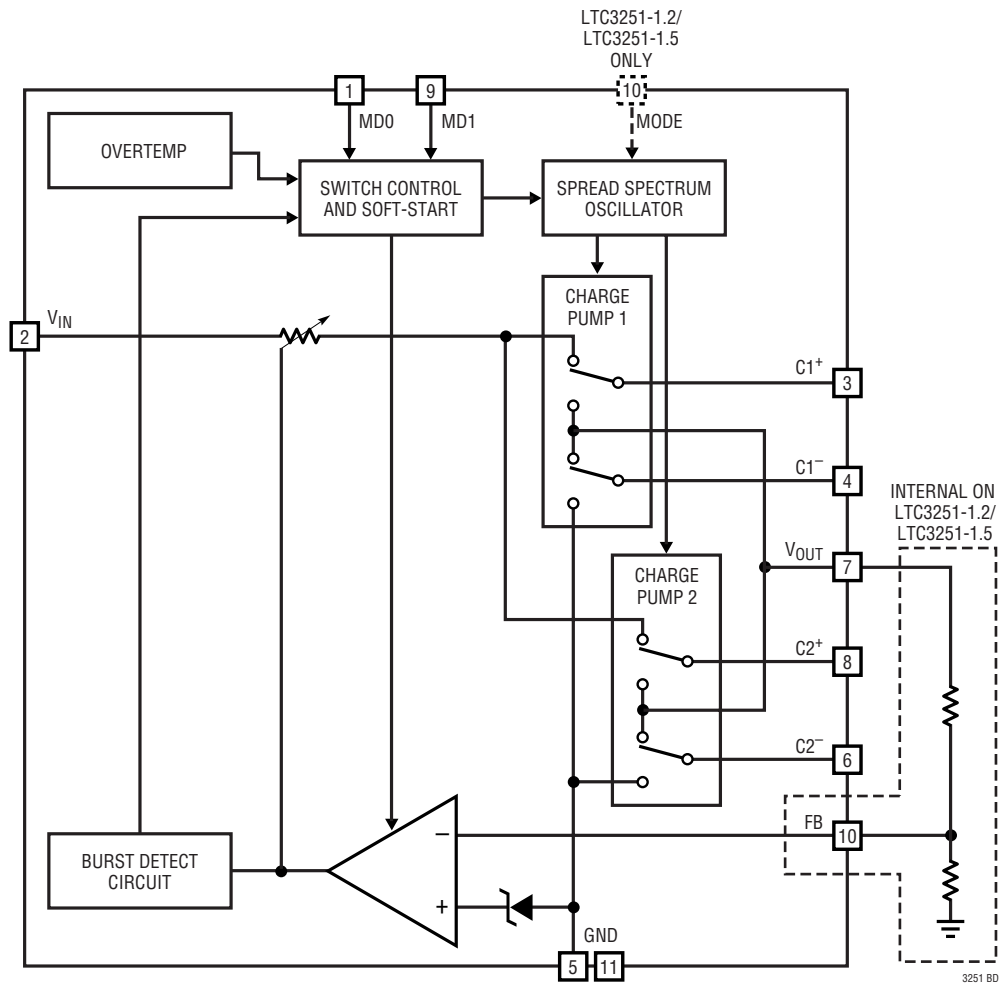 LTC3251-1.2/
LTC3251-1.5
ONLY
1
9
10
MD0
MD1
MODE
OVERTEMP
SWITCH CONTROL
AND SOFT-START
SPREAD SPECTRUM
OSCILLATOR
CHARGE
PUMP 1
2
VIN
C1+
3
C1–
4
INTERNAL ON
LTC3251-1.2/
LTC3251-1.5
VOUT
7
CHARGE
PUMP 2
C2+
8
C2–
6
FB
10
–
+
BURST DETECT
CIRCUIT
GND
5
11
3251 BD